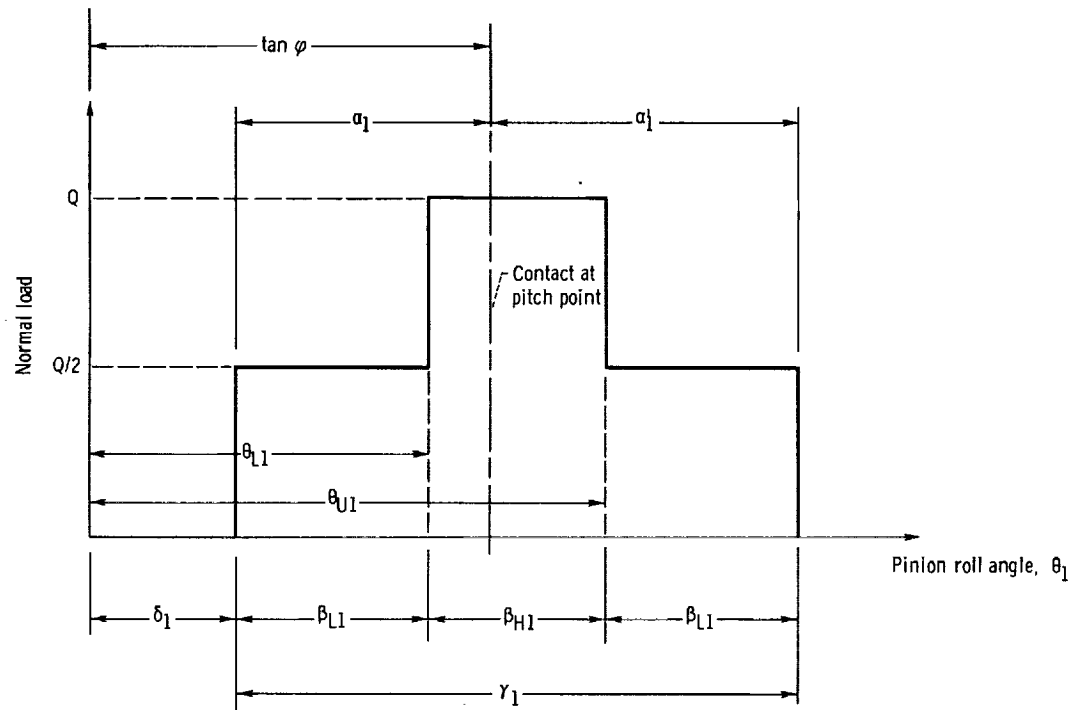 tan φ
α1
α'1
Q
Contact at
pitch point
Normal load
Q/2
θL1
θU1
Pinion roll angle, θ1
δ1
βL1
βH1
βL1
γ1